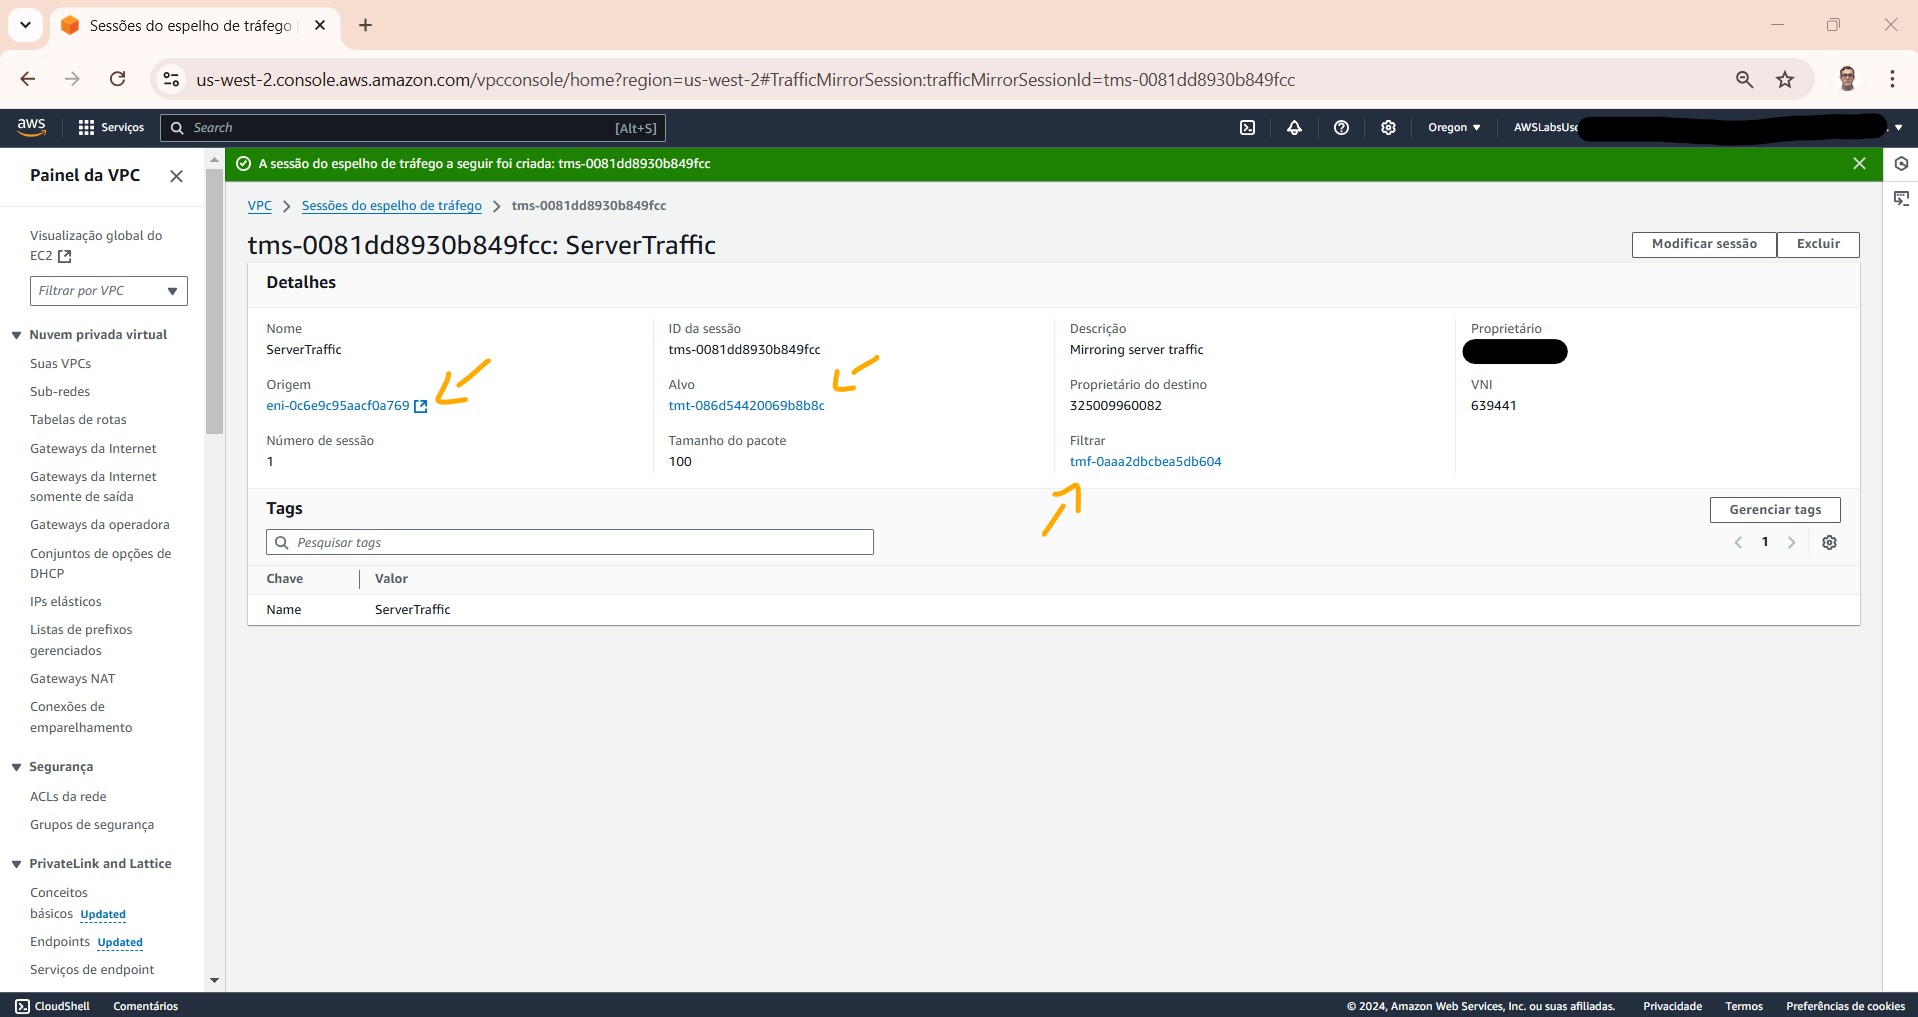 Sessões do espelho de tráfego
us-west-2.console.aws.amazon.com/vpcconsole/home?region=us-west-2#TrafficMirrorSession:trafficMirrorSessionId=tms-0081dd8930b849fcc
aws Serviços Search [Alt+S] Oregon
Painel da VPC
Visualização global do
EC2
Filtrar por VPC
Nuvem privada virtual
Suas VPCs
Sub-redes
Tabelas de rotas
Gateways da Internet
Gateways da Internet
somente de saída
Gateways da operadora
Conjuntos de opções de
DHCP
IPs elásticos
Listas de prefixos
gerenciados
Gateways NAT
Conexões de
emparelhamento
Segurança
ACLs da rede
Grupos de segurança
PrivateLink and Lattice
Conceitos
básicos Updated
Endpoints Updated
Serviços de endpoint
A sessão do espelho de tráfego a seguir foi criada: tms-0081dd8930b849fcc
VPC Sessões do espelho de tráfego tms-0081dd8930b849fcc
tms-0081dd8930b849fcc: ServerTraffic
Modificar sessão Excluir
Detalhes
Nome
ServerTraffic
Origem
eni-0c6e9c95aacf0a769
Número de sessão
1
ID da sessão
tms-0081dd8930b849fcc
Alvo
tmt-086d54420069b8b8c
Tamanho do pacote
100
Descrição
Mirroring server traffic
Proprietário do destino
325009960082
Filtrar
tmf-0aaa2dbcbea5db604
Proprietário
VNI
639441
Tags
Gerenciar tags
Pesquisar tags
1
Chave Valor
Name ServerTraffic
CloudShell Comentários
© 2024, Amazon Web Services, Inc. ou suas afiliadas. Privacidade Termos Preferências de cookies